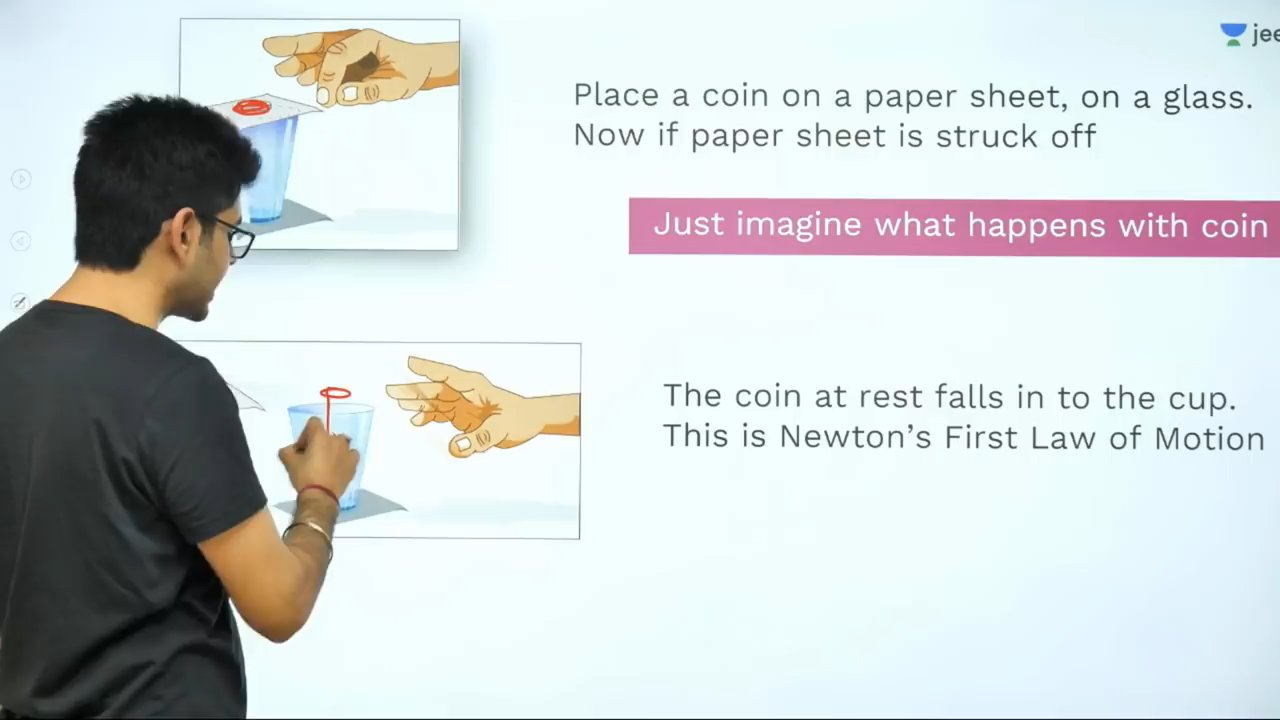 jee
Place a coin on a paper sheet, on a glass.
Now if paper sheet is struck off
Just imagine what happens with coin
The coin at rest falls in to the cup.
This is Newton's First Law of Motion